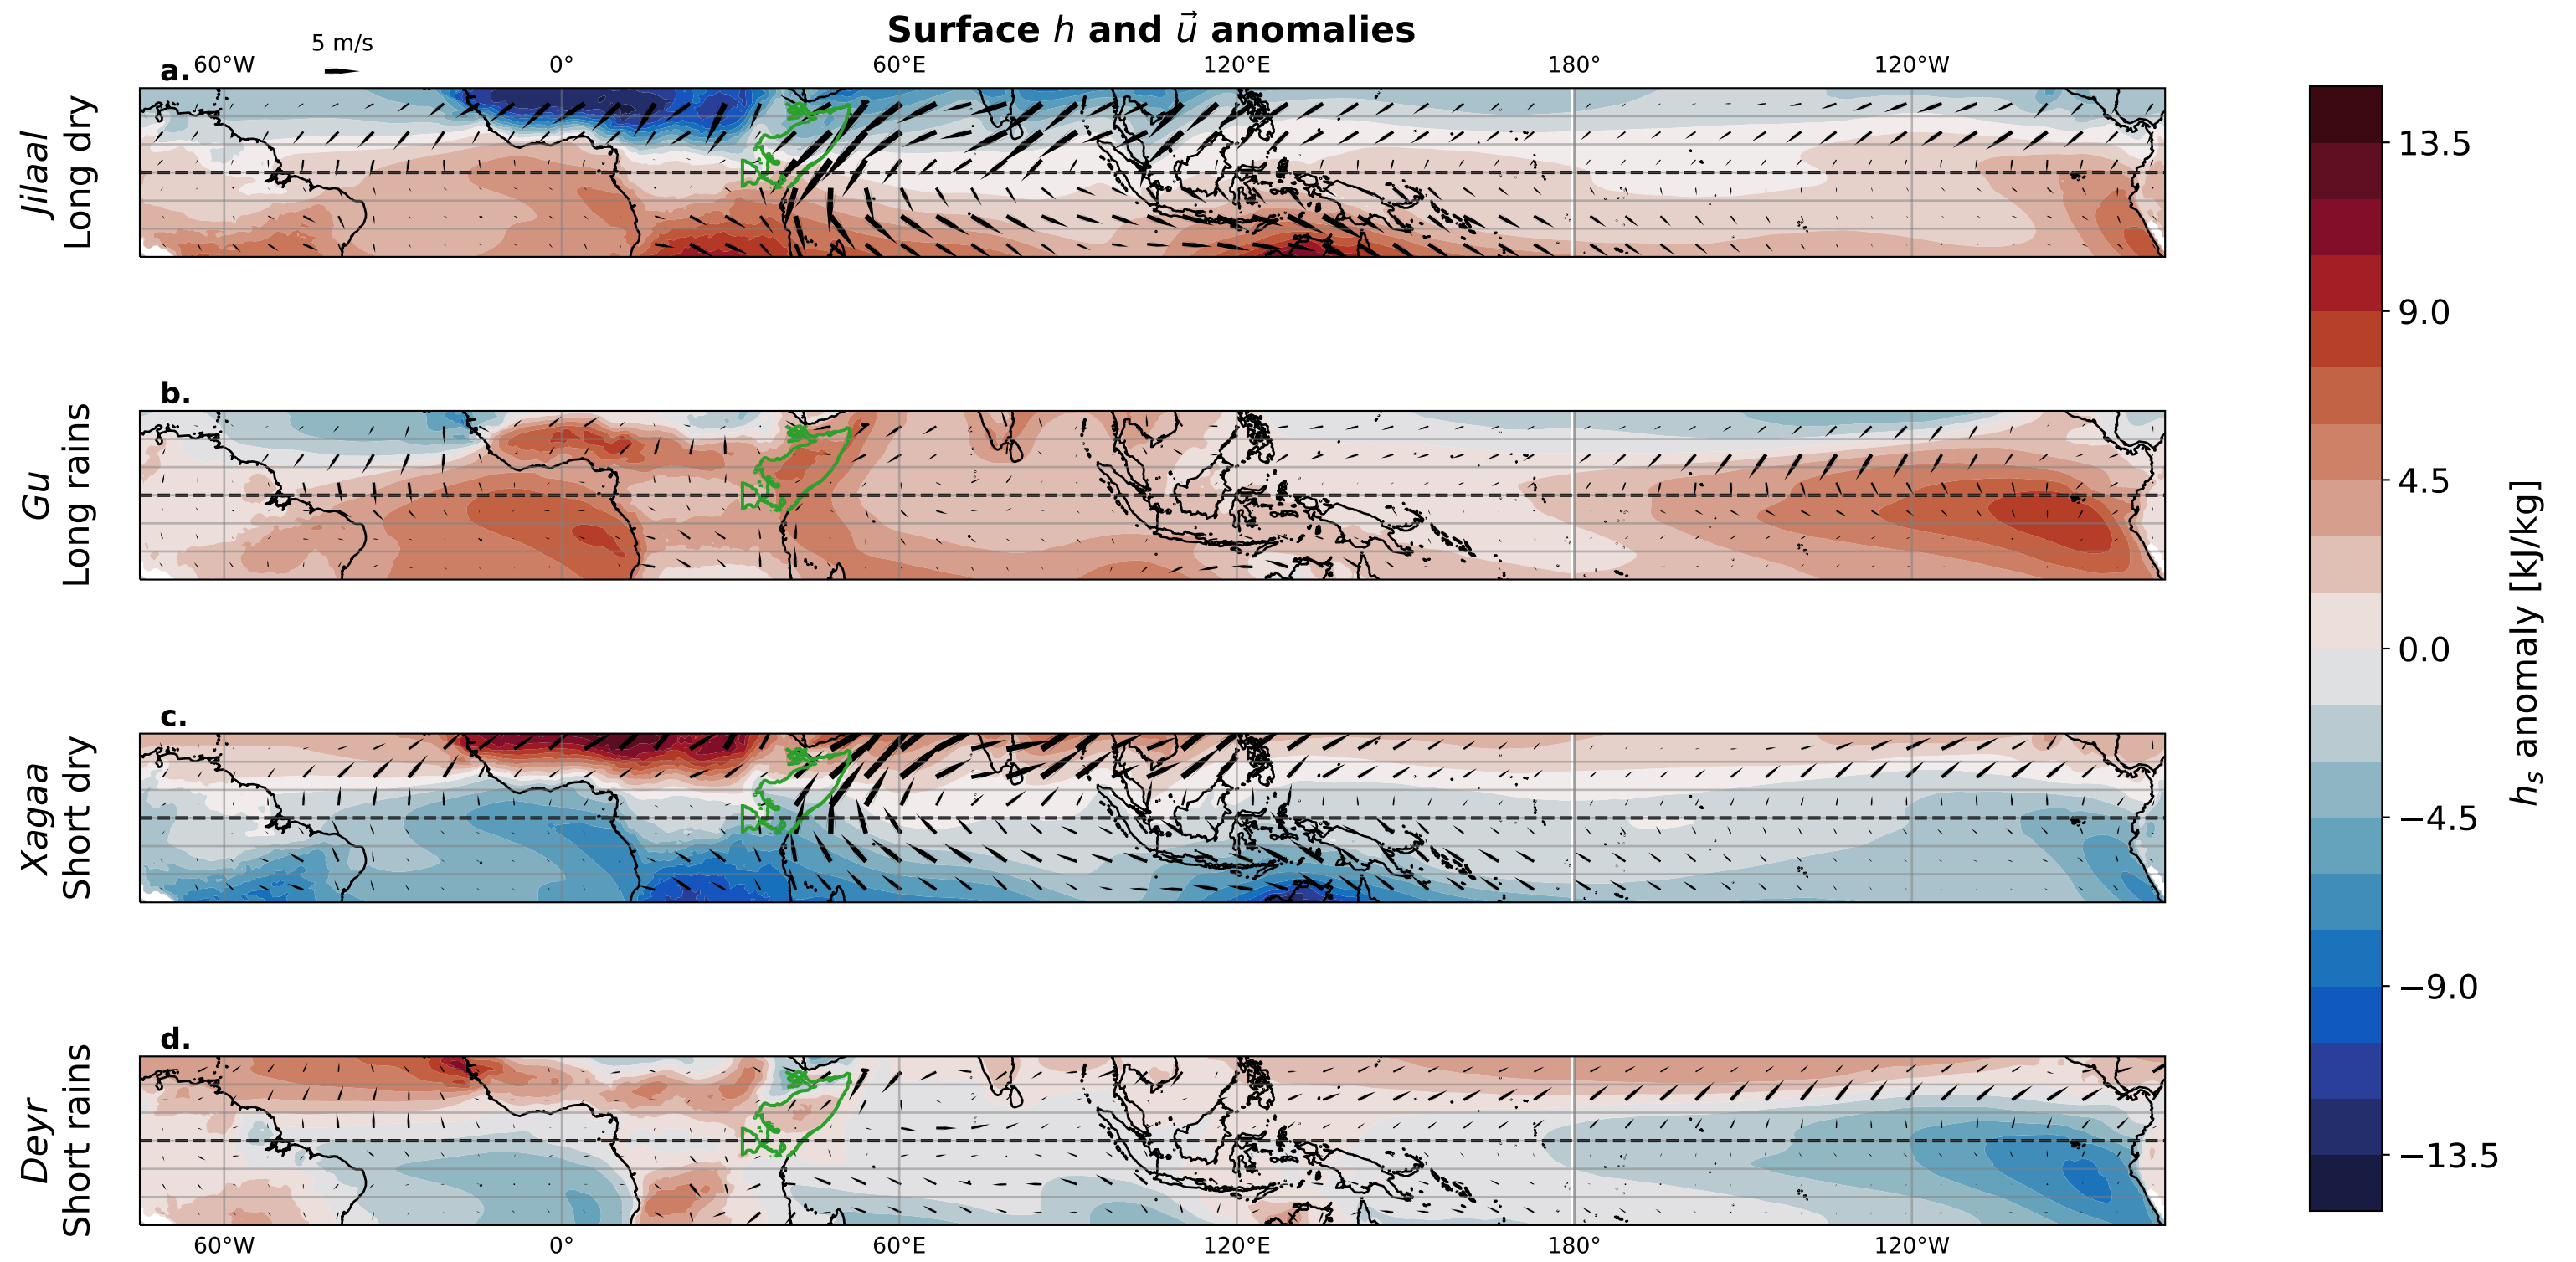 Surface h and u⃗ anomalies
5 m/s
60°W 0° 60°E 120°E 180° 120°W
a.
Jilaal
Long dry
b.
Gu
Long rains
c.
Xagaa
Short dry
d.
Deyr
Short rains
60°W 0° 60°E 120°E 180° 120°W
13.5
9.0
4.5
0.0
−4.5
−9.0
−13.5
hₛ anomaly [kJ/kg]